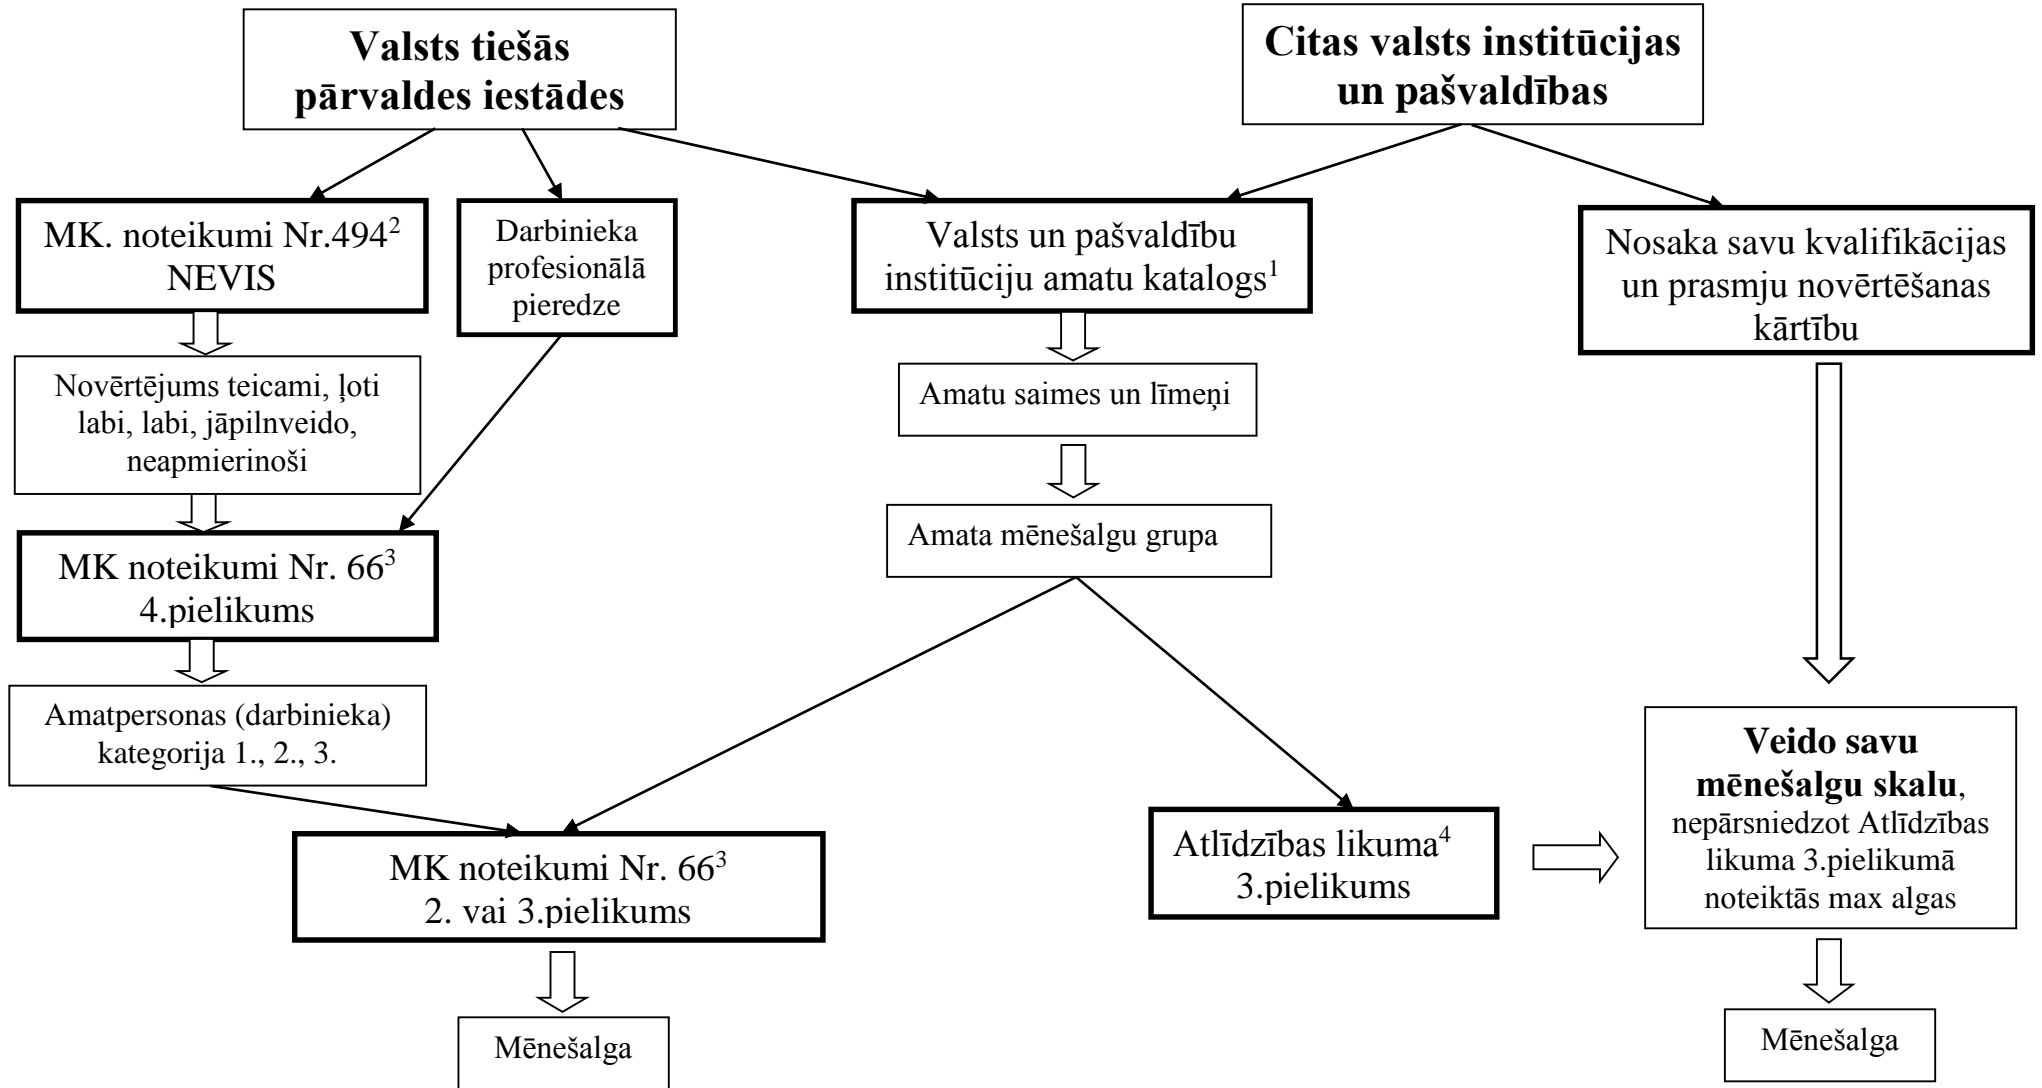 Valsts tiešās
pārvaldes iestādes
Citas valsts institūcijas
un pašvaldības
MK. noteikumi Nr.494²
NEVIS
Darbinieka
profesionālā
pieredze
Valsts un pašvaldību
institūciju amatu katalogs¹
Nosaka savu kvalifikācijas
un prasmju novērtēšanas
kārtību
Novērtējums teicami, ļoti
labi, labi, jāpilnveido,
neapmierinoši
Amatu saimes un līmeņi
MK noteikumi Nr. 66³
4.pielikums
Amata mēnešalgu grupa
Amatpersonas (darbinieka)
kategorija 1., 2., 3.
MK noteikumi Nr. 66³
2. vai 3.pielikums
Atlīdzības likuma⁴
3.pielikums
Veido savu
mēnešalgu skalu,
nepārsniedzot Atlīdzības
likuma 3.pielikumā
noteiktās max algas
Mēnešalga
Mēnešalga